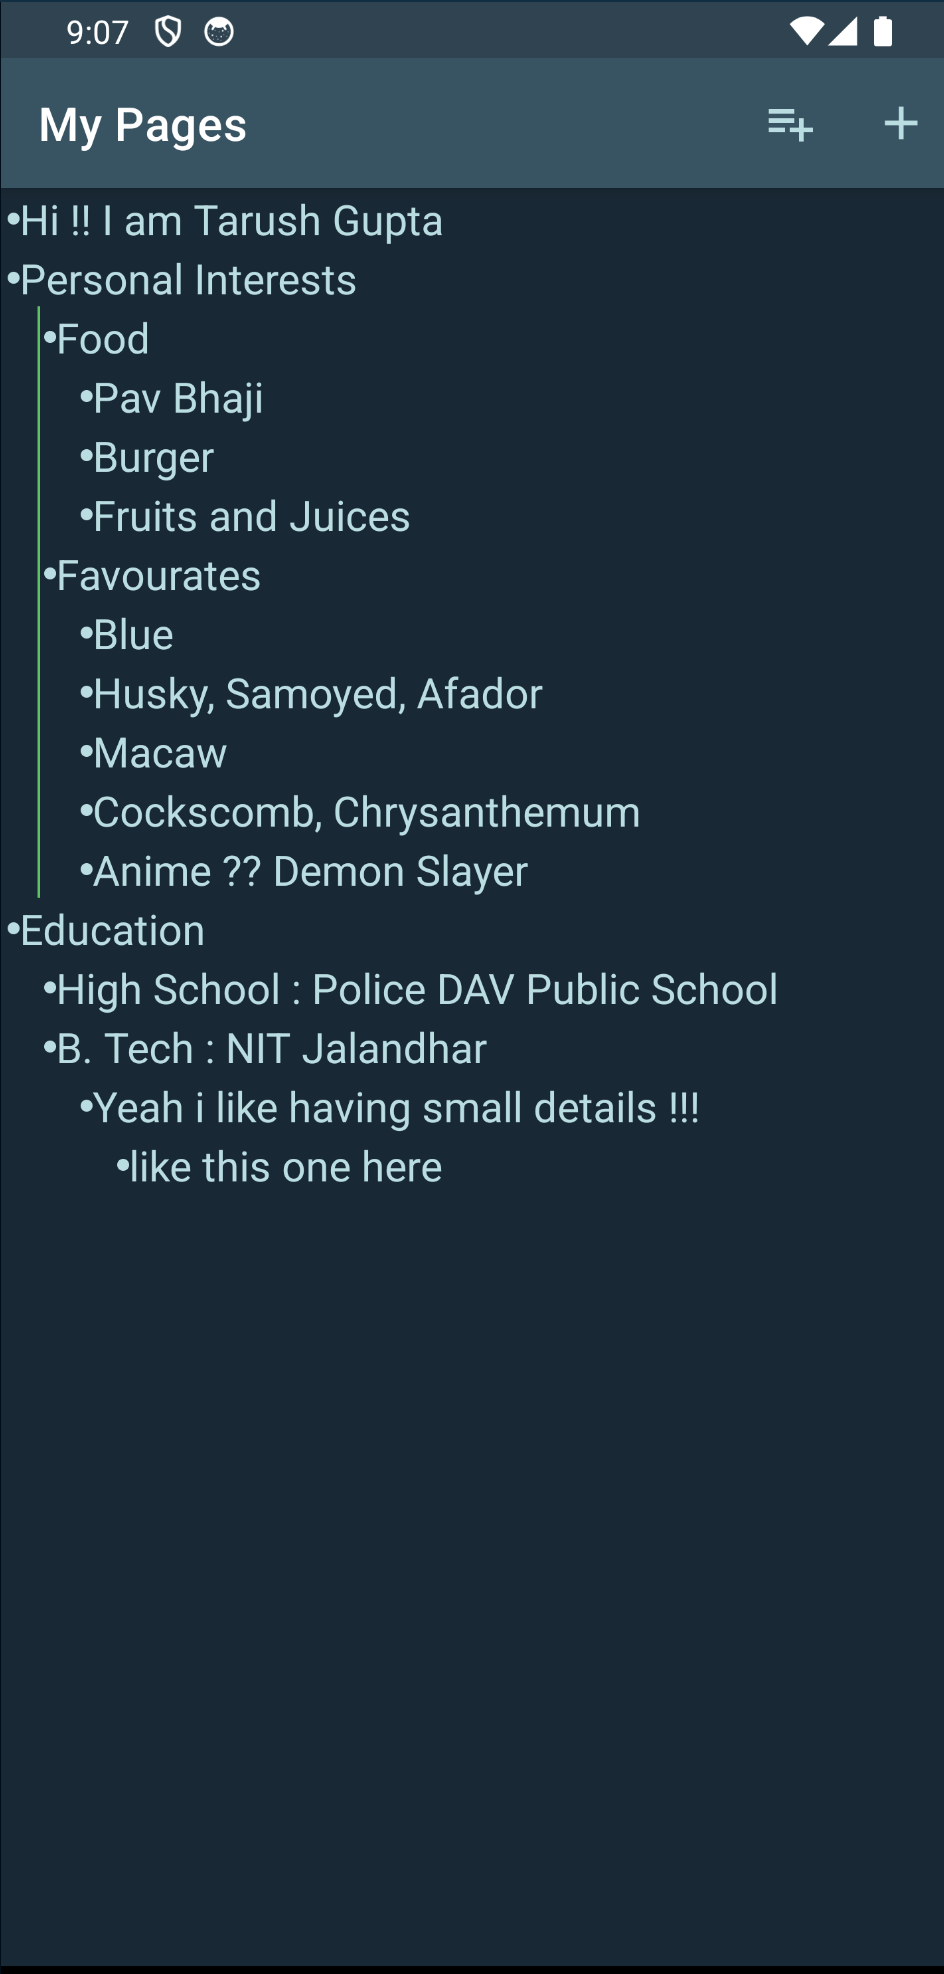 9:07
My Pages
•Hi !! I am Tarush Gupta
•Personal Interests
•Food
•Pav Bhaji
•Burger
•Fruits and Juices
•Favourates
•Blue
•Husky, Samoyed, Afador
•Macaw
•Cockscomb, Chrysanthemum
•Anime ?? Demon Slayer
•Education
•High School : Police DAV Public School
•B. Tech : NIT Jalandhar
•Yeah i like having small details !!!
•like this one here